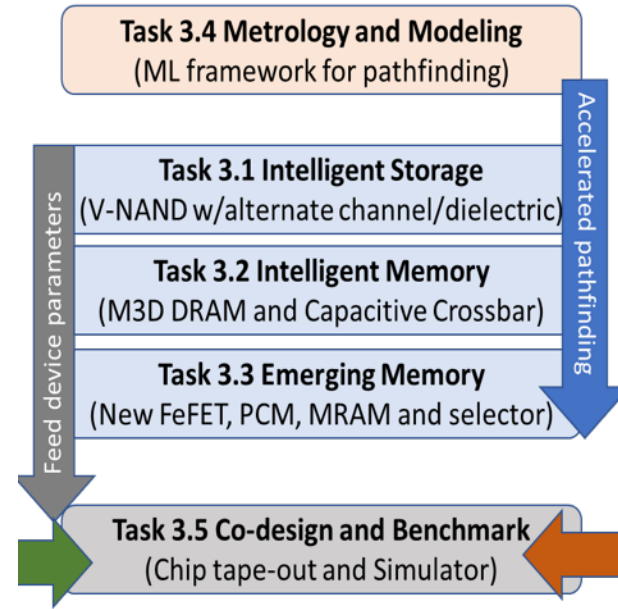 Task 3.4 Metrology and Modeling
(ML framework for pathfinding)
Accelerated pathfinding
Feed device parameters
Task 3.1 Intelligent Storage
(V-NAND w/alternate channel/dielectric)
Task 3.2 Intelligent Memory
(M3D DRAM and Capacitive Crossbar)
Task 3.3 Emerging Memory
(New FeFET, PCM, MRAM and selector)
Task 3.5 Co-design and Benchmark
(Chip tape-out and Simulator)